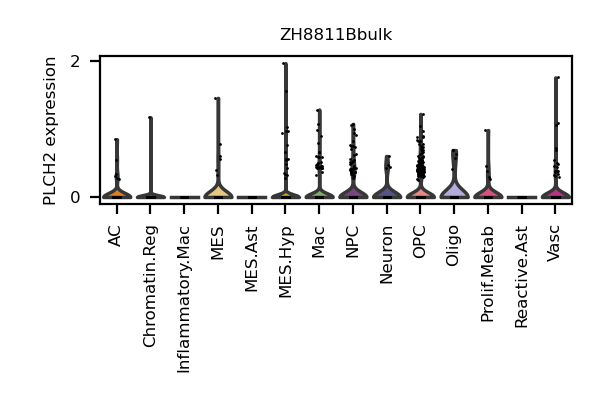 ZH8811Bbulk
PLCH2 expression
2
0
AC
Chromatin.Reg
Inflammatory.Mac
MES
MES.Ast
MES.Hyp
Mac
NPC
Neuron
OPC
Oligo
Prolif.Metab
Reactive.Ast
Vasc